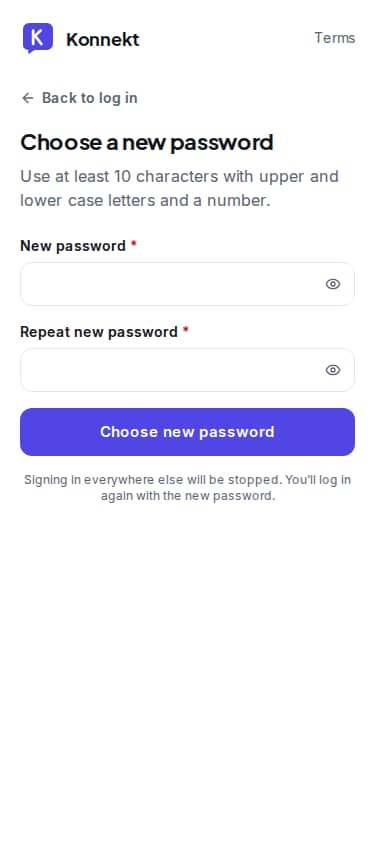 Konnekt
Terms
Back to log in
Choose a new password
Use at least 10 characters with upper and
lower case letters and a number.
New password *
Repeat new password *
Choose new password
Signing in everywhere else will be stopped. You'll log in
again with the new password.